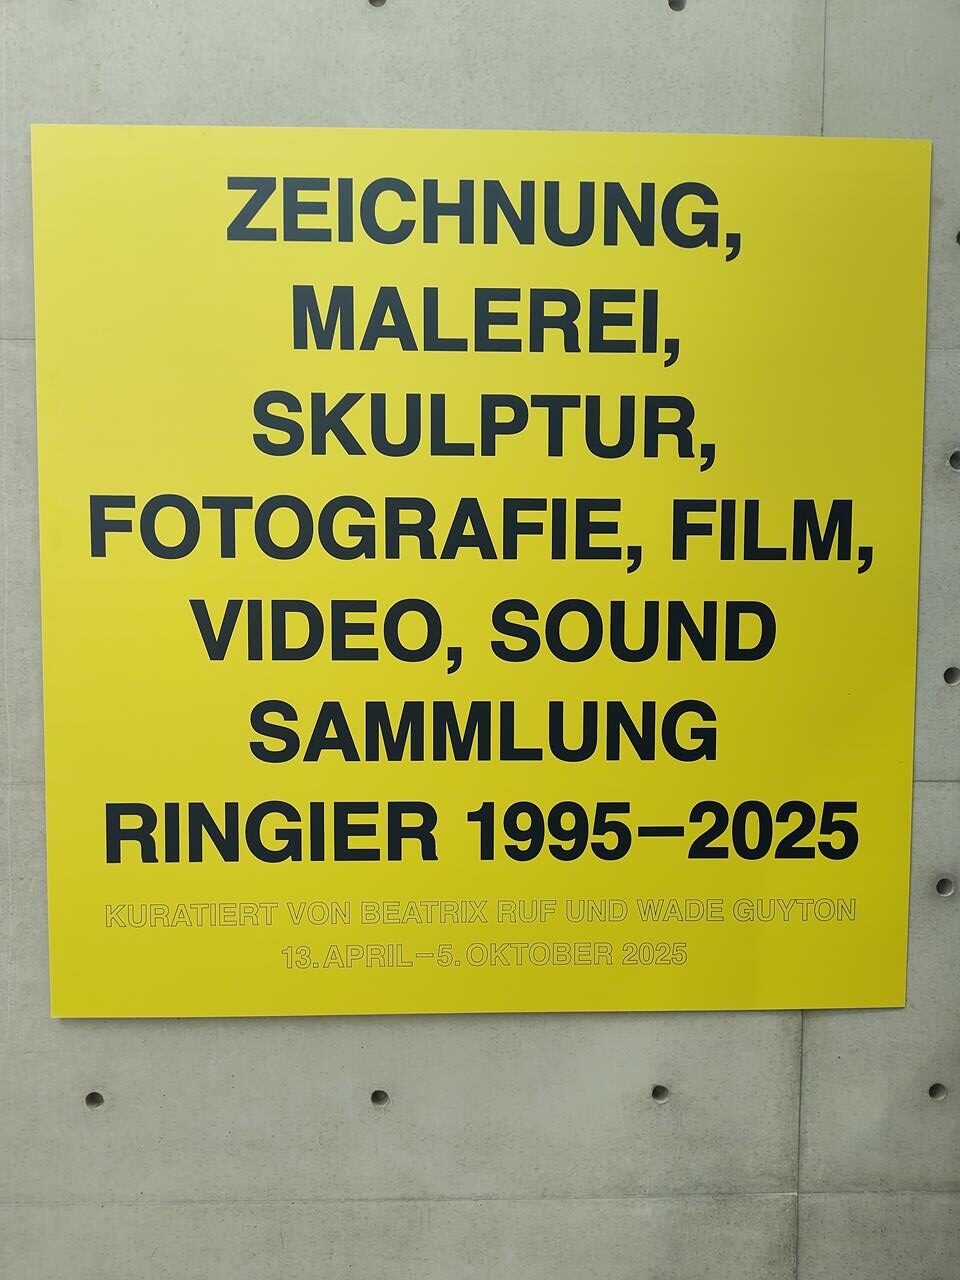 ZEICHNUNG,
MALEREI,
SKULPTUR,
FOTOGRAFIE, FILM,
VIDEO, SOUND
SAMMLUNG
RINGIER 1995–2025
KURATIERT VON BEATRIX RUF UND WADE GUYTON
13. APRIL–5. OKTOBER 2025